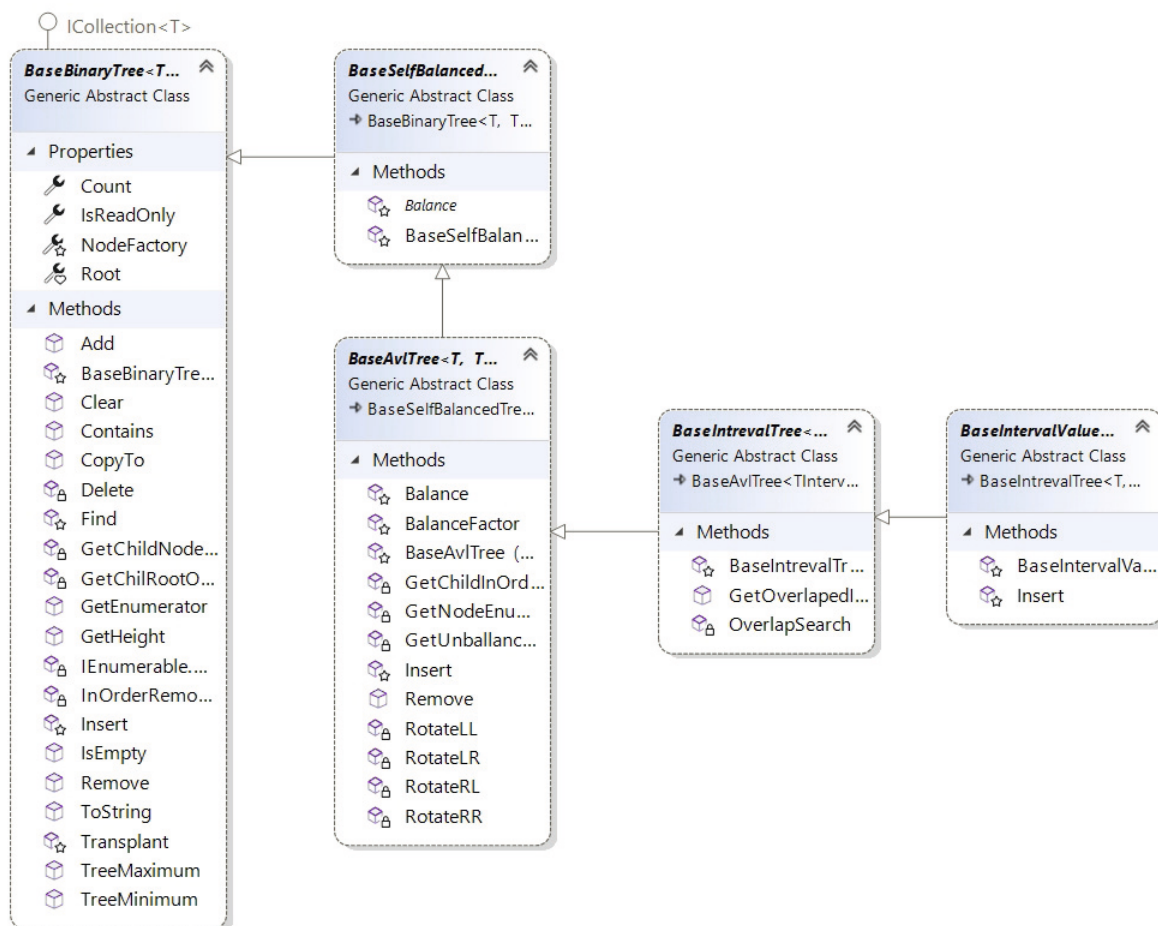 ICollection<T>
BaseBinaryTree<T...
Generic Abstract Class
Properties
Count
IsReadOnly
NodeFactory
Root
Methods
Add
BaseBinaryTre...
Clear
Contains
CopyTo
Delete
Find
GetChildNode...
GetChilRootO...
GetEnumerator
GetHeight
IEnumerable....
InOrderRemo...
Insert
IsEmpty
Remove
ToString
Transplant
TreeMaximum
TreeMinimum
BaseSelfBalanced...
Generic Abstract Class
BaseBinaryTree<T, T...
Methods
Balance
BaseSelfBalan...
BaseAvlTree<T, T...
Generic Abstract Class
BaseSelfBalancedTre...
Methods
Balance
BalanceFactor
BaseAvlTree (...
GetChildInOrd...
GetNodeEnu...
GetUnballanc...
Insert
Remove
RotateLL
RotateLR
RotateRL
RotateRR
BaseIntrevalTree<...
Generic Abstract Class
BaseAvlTree<TInterv...
Methods
BaseIntrevalTr...
GetOverlapedI...
OverlapSearch
BaseIntervalValue...
Generic Abstract Class
BaseIntrevalTree<T,...
Methods
BaseIntervalVa...
Insert